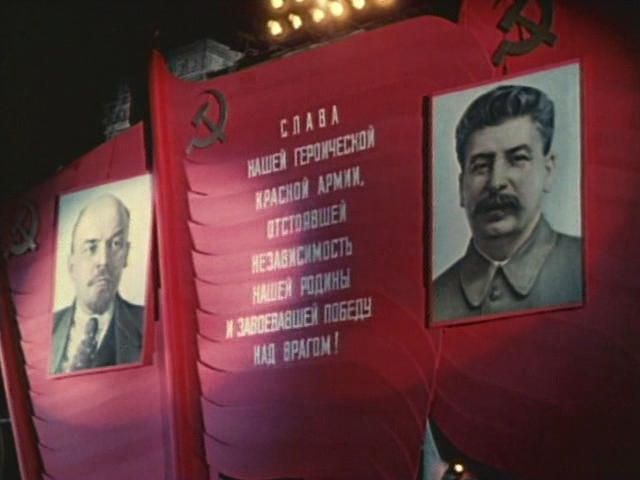 СЛАВА
НАШЕЙ ГЕРОИЧЕСКОЙ
КРАСНОЙ АРМИИ,
ОТСТОЯВШЕЙ
НЕЗАВИСИМОСТЬ
НАШЕЙ РОДИНЫ
И ЗАВОЕВАВШЕЙ ПОБЕДУ
НАД ВРАГОМ!